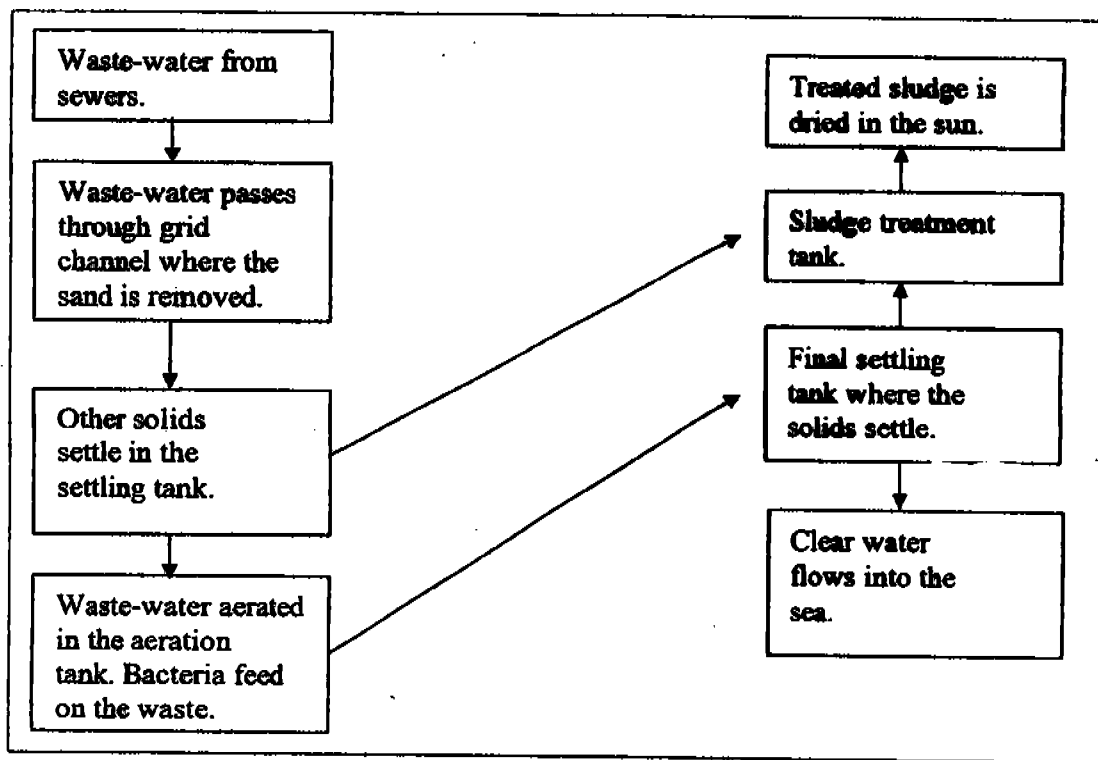 Waste-water from
sewers.
Waste-water passes
through grid
channel where the
sand is removed.
Other solids
settle in the
settling tank.
Waste-water aerated
in the aeration
tank. Bacteria feed
on the waste.
Treated sludge is
dried in the sun.
Sludge treatment
tank.
Final settling
tank where the
solids settle.
Clear water
flows into the
sea.